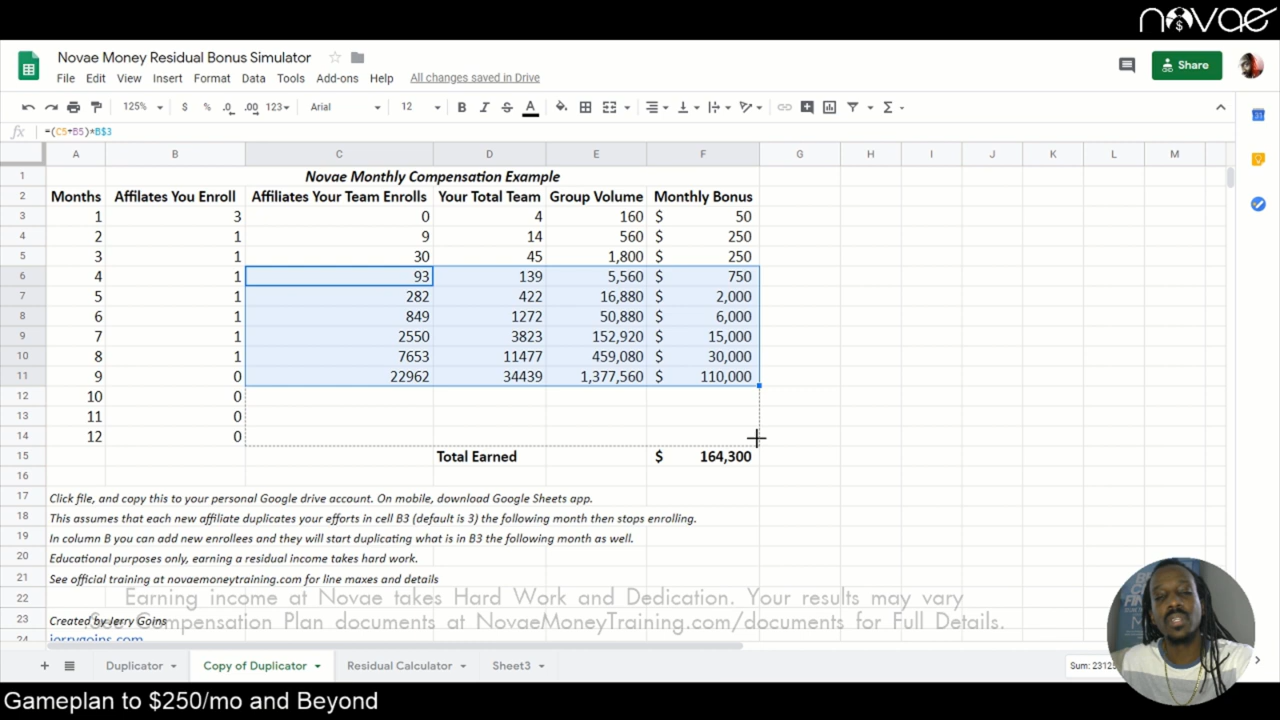 novae
Novae Money Residual Bonus Simulator
Share
File Edit View Insert Format Data Tools Add-ons Help All changes saved in Drive
125% $ % .0 .00 123 Arial 12 B I S A Σ
fx =(C5+B5)*B$3
A B C D E F G H I J K L M
1 Novae Monthly Compensation Example
2 Months Affilates You Enroll Affiliates Your Team Enrolls Your Total Team Group Volume Monthly Bonus
3 1 3 0 4 160 $ 50
4 2 1 9 14 560 $ 250
5 3 1 30 45 1,800 $ 250
6 4 1 93 139 5,560 $ 750
7 5 1 282 422 16,880 $ 2,000
8 6 1 849 1272 50,880 $ 6,000
9 7 1 2550 3823 152,920 $ 15,000
10 8 1 7653 11477 459,080 $ 30,000
11 9 0 22962 34439 1,377,560 $ 110,000
12 10 0
13 11 0
14 12 0
15 Total Earned $ 164,300
16
17 Click file, and copy this to your personal Google drive account. On mobile, download Google Sheets app.
18 This assumes that each new affiliate duplicates your efforts in cell B3 (default is 3) the following month then stops enrolling.
19 In column B you can add new enrollees and they will start duplicating what is in B3 the following month as well.
20 Educational purposes only, earning a residual income takes hard work.
21 See official training at novaemoneytraining.com for line maxes and details
22
Earning income at Novae takes Hard Work and Dedication. Your results may vary
23 Created by Jerry Goins
See Compensation Plan documents at NovaeMoneyTraining.com/documents for Full Details.
24 jerrygoins.com
Duplicator Copy of Duplicator Residual Calculator Sheet3
Sum: 2312
Gameplan to $250/mo and Beyond